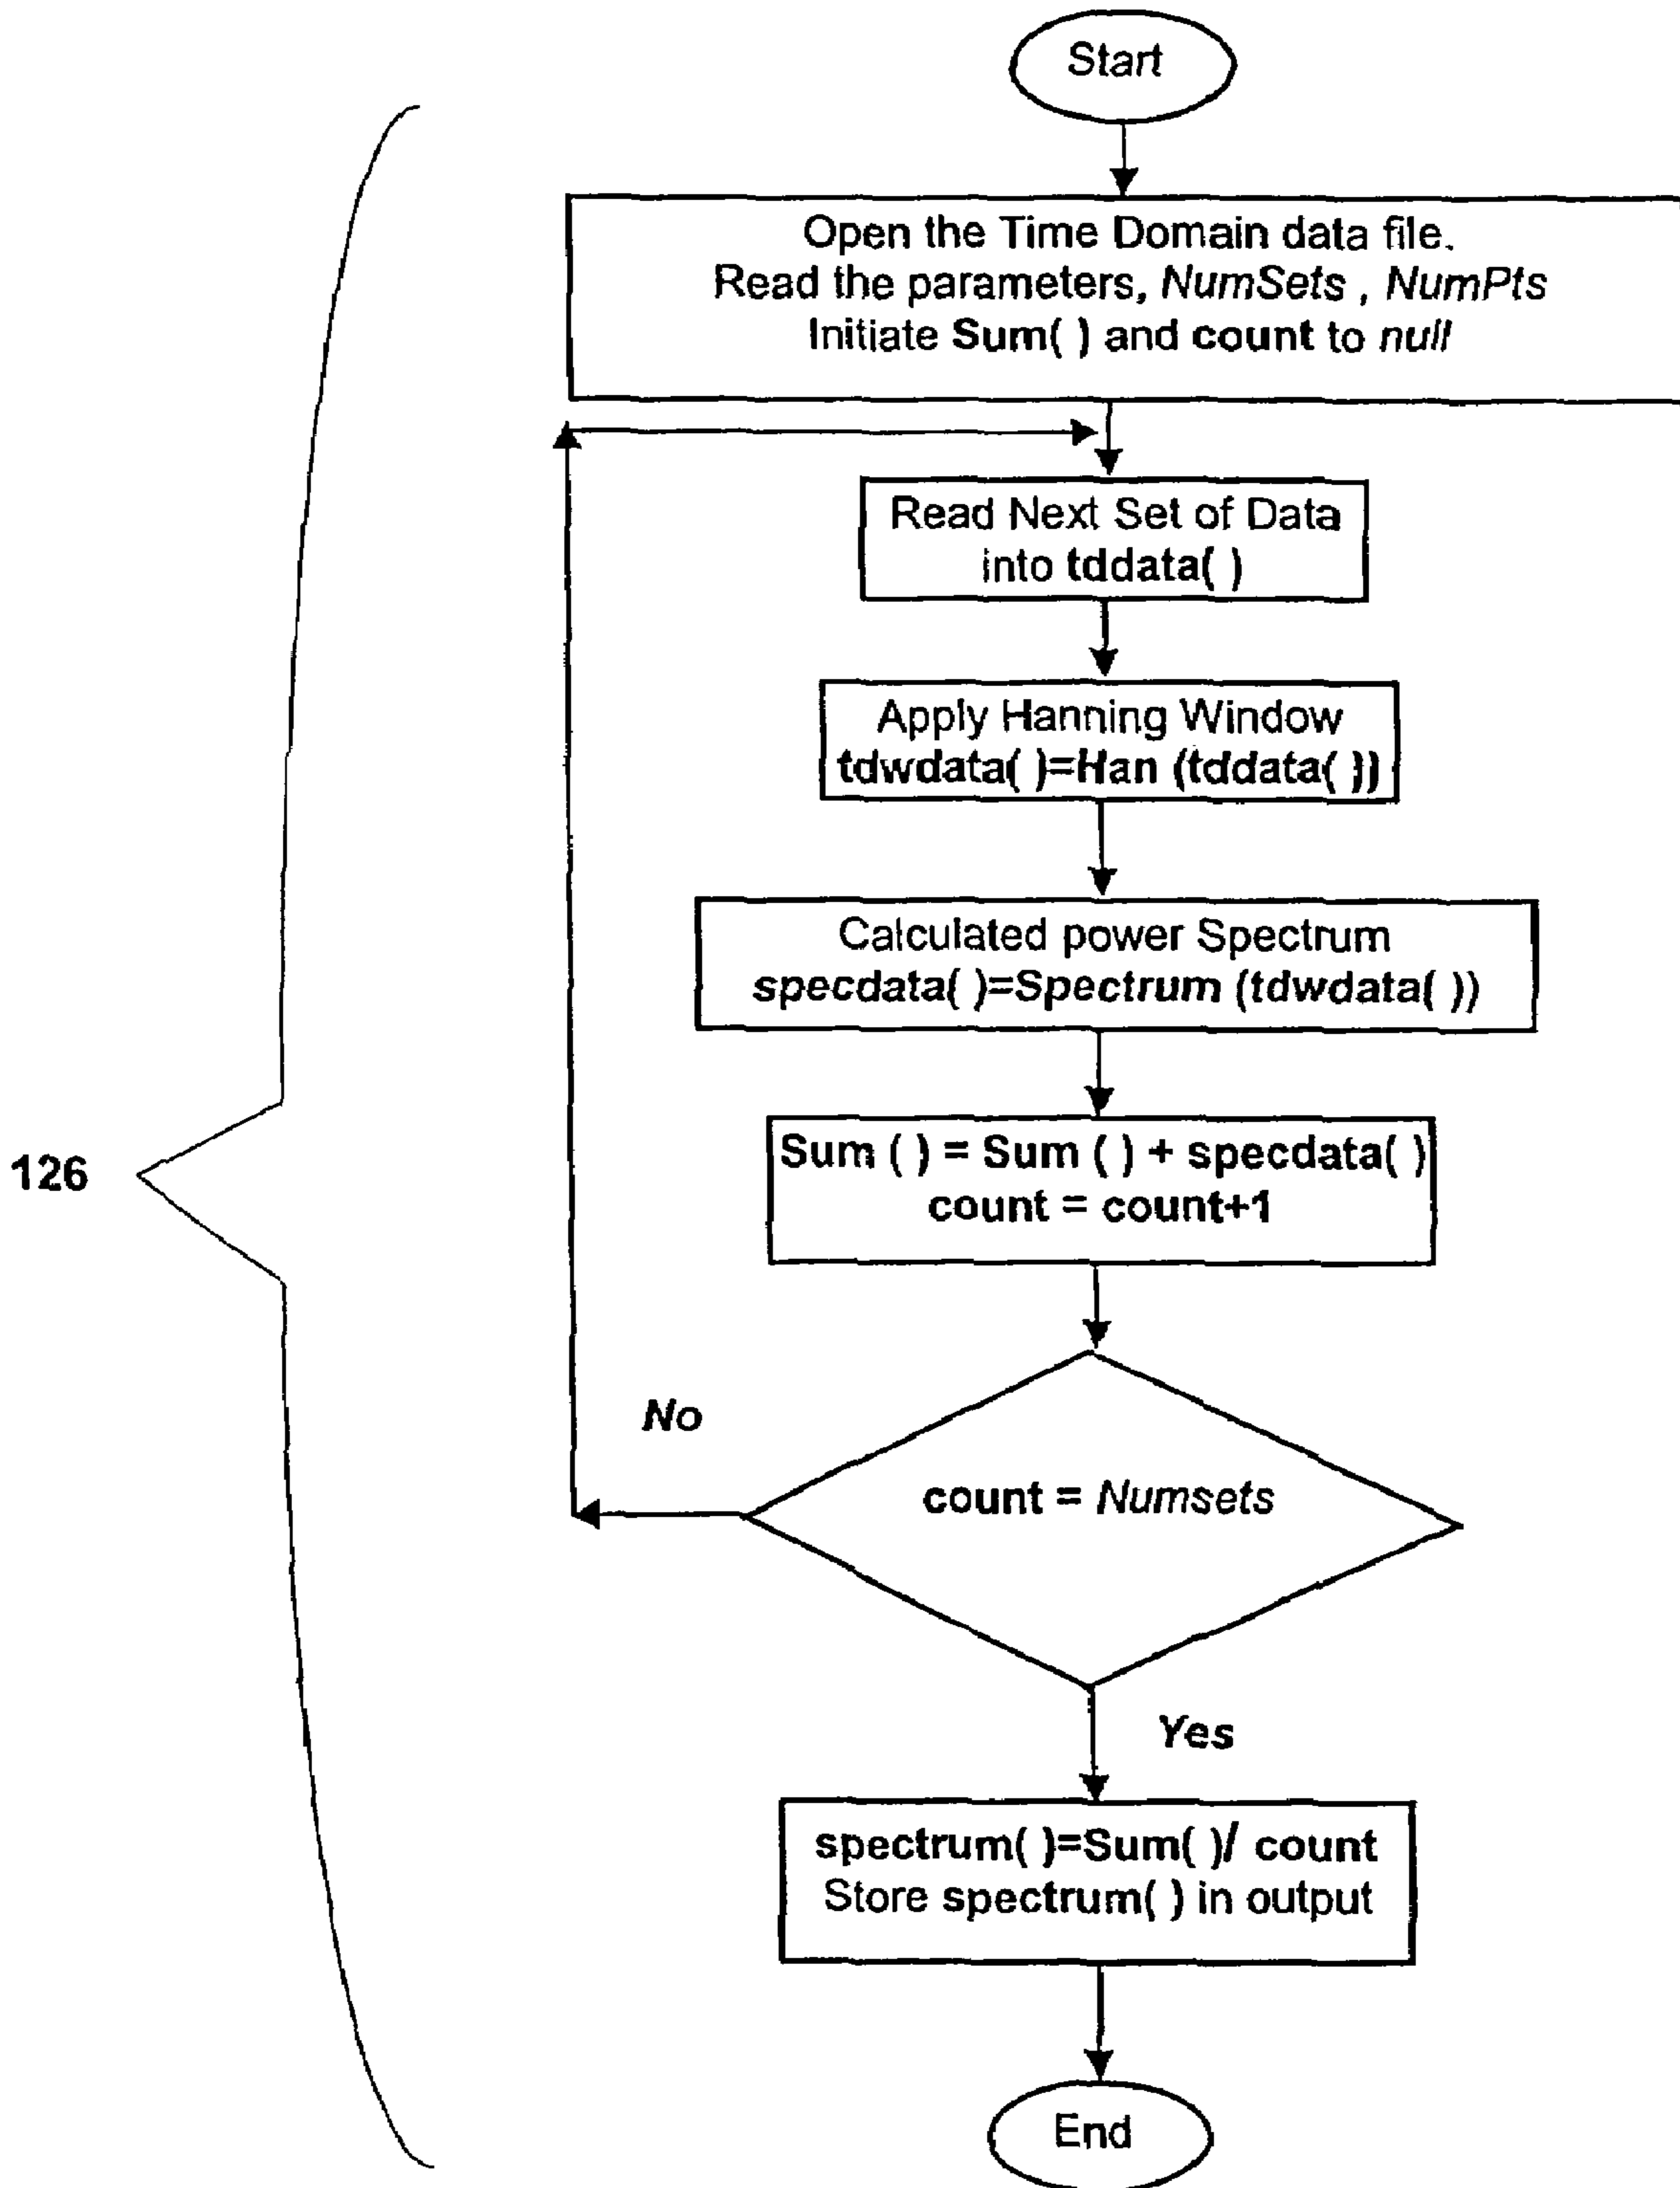 Start
Open the Time Domain data file.
Read the parameters, NumSets , NumPts
Initiate Sum( ) and count to null
Read Next Set of Data
into tddata( )
Apply Hanning Window
tdwdata( )=Han (tddata( ))
Calculated power Spectrum
specdata( )=Spectrum (tdwdata( ))
Sum ( ) = Sum ( ) + specdata( )
count = count+1
126
No
count = Numsets
Yes
spectrum( )=Sum( )/ count
Store spectrum( ) in output
End